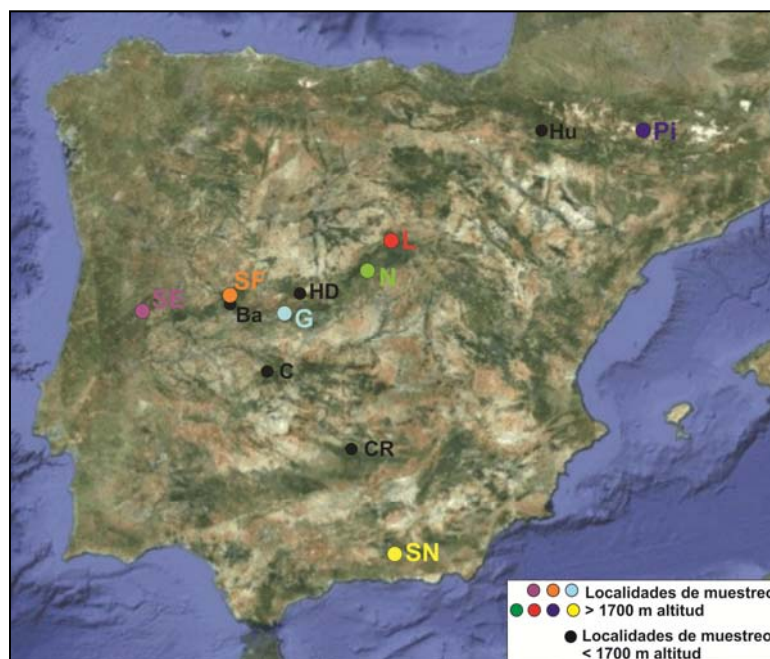 Hu
Pi
L
N
SF
HD
SE
Ba
G
C
CR
SN
Localidades de muestreo
> 1700 m altitud
Localidades de muestreo
< 1700 m altitud